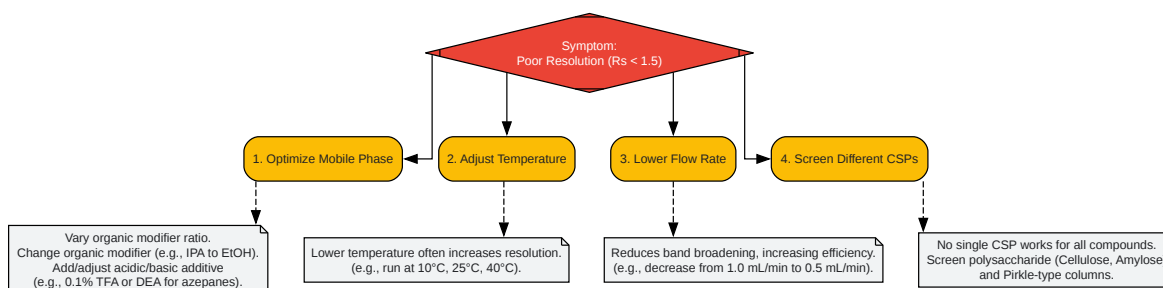 Symptom:
Poor Resolution (Rs < 1.5)
1. Optimize Mobile Phase
2. Adjust Temperature
3. Lower Flow Rate
4. Screen Different CSPs
Vary organic modifier ratio.
Change organic modifier (e.g., IPA to EtOH).
Add/adjust acidic/basic additive
(e.g., 0.1% TFA or DEA for azepanes).
Lower temperature often increases resolution.
(e.g., run at 10°C, 25°C, 40°C).
Reduces band broadening, increasing efficiency.
(e.g., decrease from 1.0 mL/min to 0.5 mL/min).
No single CSP works for all compounds.
Screen polysaccharide (Cellulose, Amylose
and Pirkle-type columns.